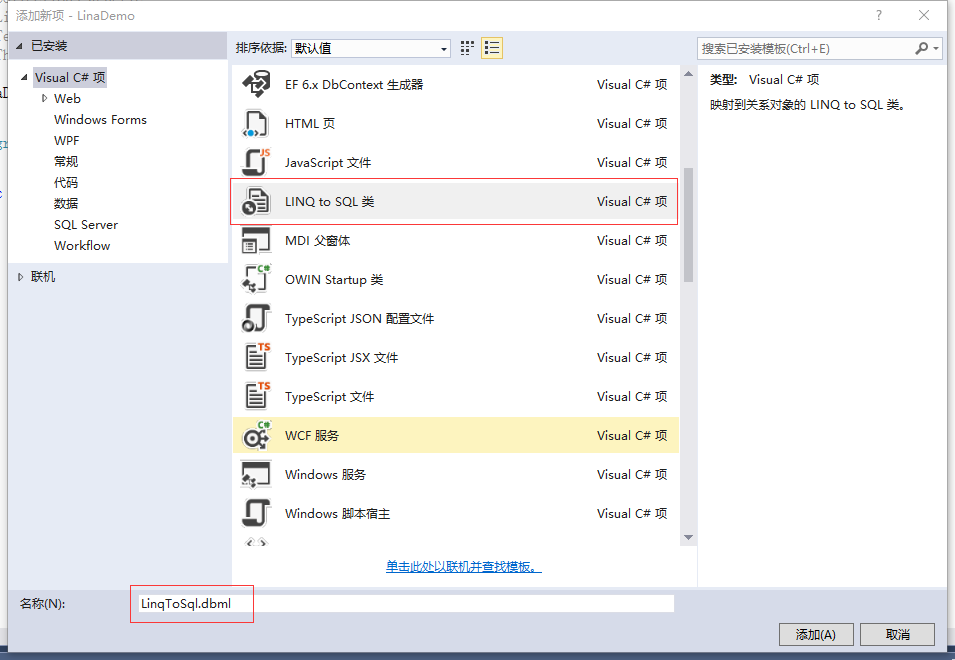 添加新项 - LinaDemo
?
已安装
排序依据: 默认值
搜索已安装模板(Ctrl+E)
Visual C# 项
Web
Windows Forms
WPF
常规
代码
数据
SQL Server
Workflow
联机
EF 6.x DbContext 生成器 Visual C# 项
HTML 页 Visual C# 项
JavaScript 文件 Visual C# 项
LINQ to SQL 类 Visual C# 项
MDI 父窗体 Visual C# 项
OWIN Startup 类 Visual C# 项
TypeScript JSON 配置文件 Visual C# 项
TypeScript JSX 文件 Visual C# 项
TypeScript 文件 Visual C# 项
WCF 服务 Visual C# 项
Windows 服务 Visual C# 项
Windows 脚本宿主 Visual C# 项
单击此处以联机并查找模板。
类型: Visual C# 项
映射到关系对象的 LINQ to SQL 类。
名称(N): LinqToSql.dbml
添加(A) 取消